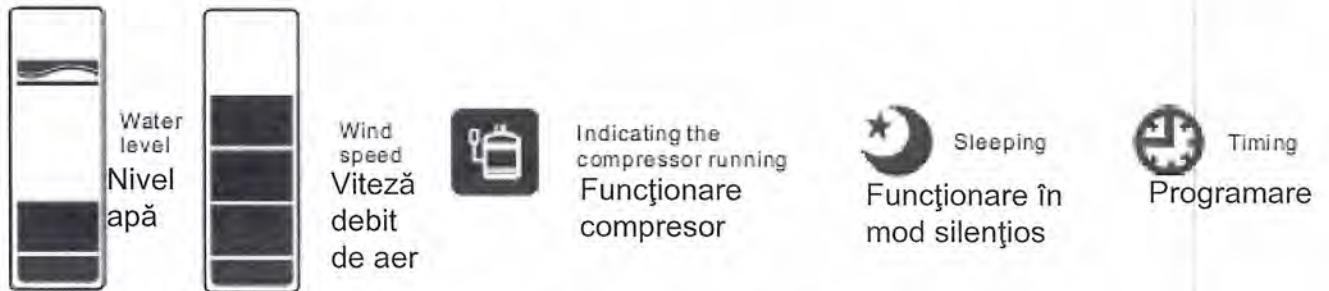 Water
level
Nivel
apă
Wind
speed
Viteză
debit
de aer
Indicating the
compressor running
Funcţionare
compresor
Sleeping
Funcţionare în
mod silenţios
Timing
Programare